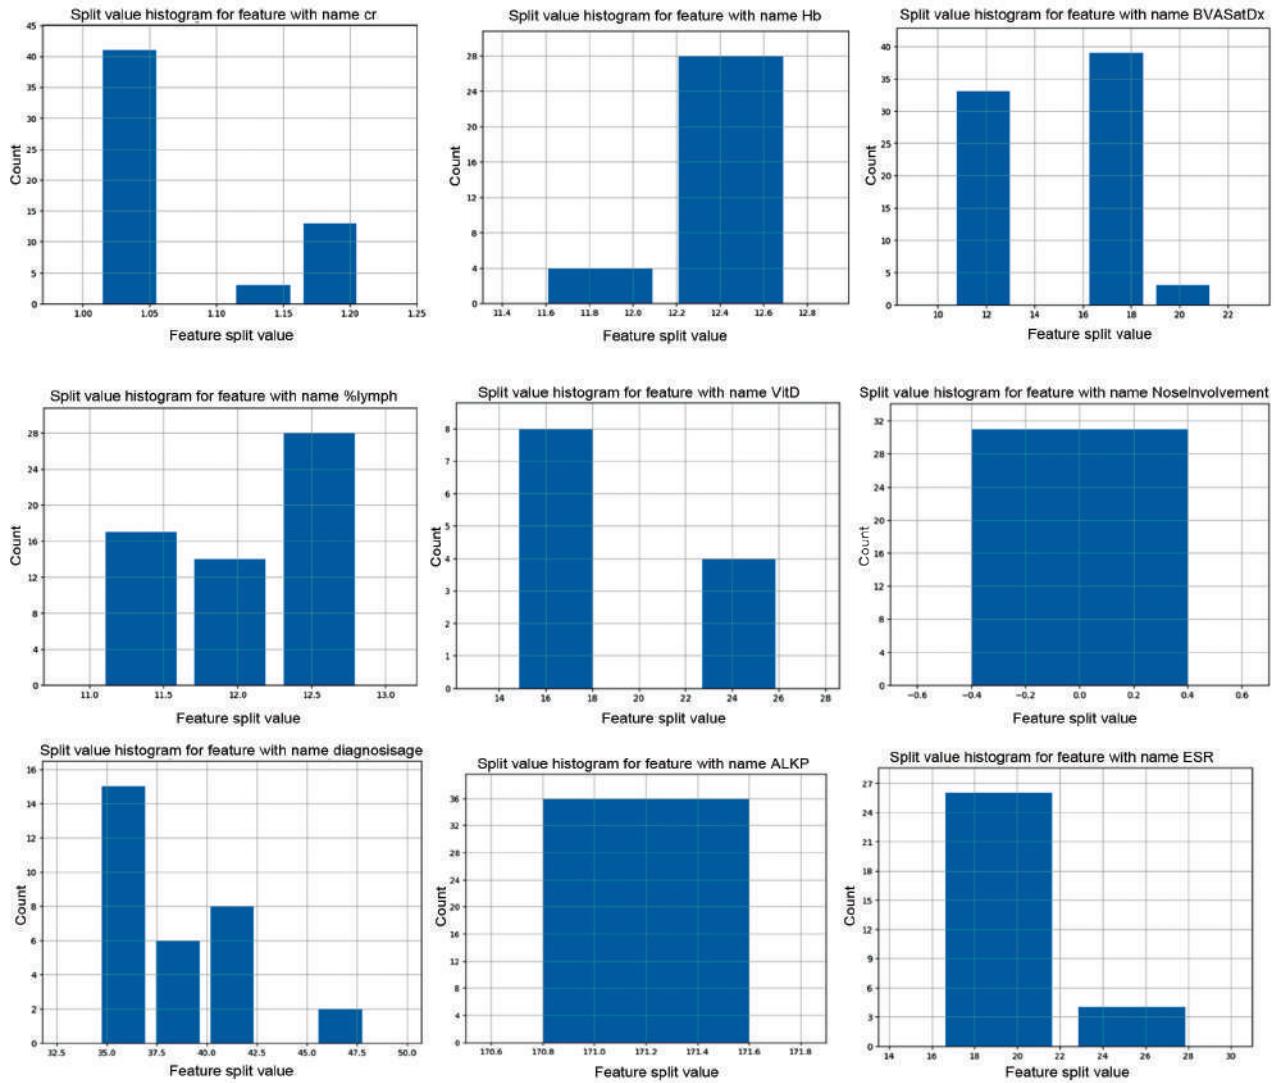 Split value histogram for feature with name cr
45
40
35
30
25
20
15
10
5
0
Count
1.00 1.05 1.10 1.15 1.20 1.25
Feature split value
Split value histogram for feature with name Hb
28
24
20
16
12
8
4
0
Count
11.4 11.6 11.8 12.0 12.2 12.4 12.6 12.8
Feature split value
Split value histogram for feature with name BVASatDx
40
35
30
25
20
15
10
5
0
Count
10 12 14 16 18 20 22
Feature split value
Split value histogram for feature with name %lymph
28
24
20
16
12
8
4
0
Count
11.0 11.5 12.0 12.5 13.0
Feature split value
Split value histogram for feature with name VitD
8
7
6
5
4
3
2
1
0
Count
14 16 18 20 22 24 26 28
Feature split value
Split value histogram for feature with name NoseInvolvement
32
28
24
20
16
12
8
4
0
Count
−0.6 −0.4 −0.2 0.0 0.2 0.4 0.6
Feature split value
Split value histogram for feature with name diagnosisage
16
14
12
10
8
6
4
2
0
Count
32.5 35.0 37.5 40.0 42.5 45.0 47.5 50.0
Feature split value
Split value histogram for feature with name ALKP
36
32
28
24
20
16
12
8
4
0
Count
170.6 170.8 171.0 171.2 171.4 171.6 171.8
Feature split value
Split value histogram for feature with name ESR
27
24
21
18
15
12
9
6
3
0
Count
14 16 18 20 22 24 26 28 30
Feature split value